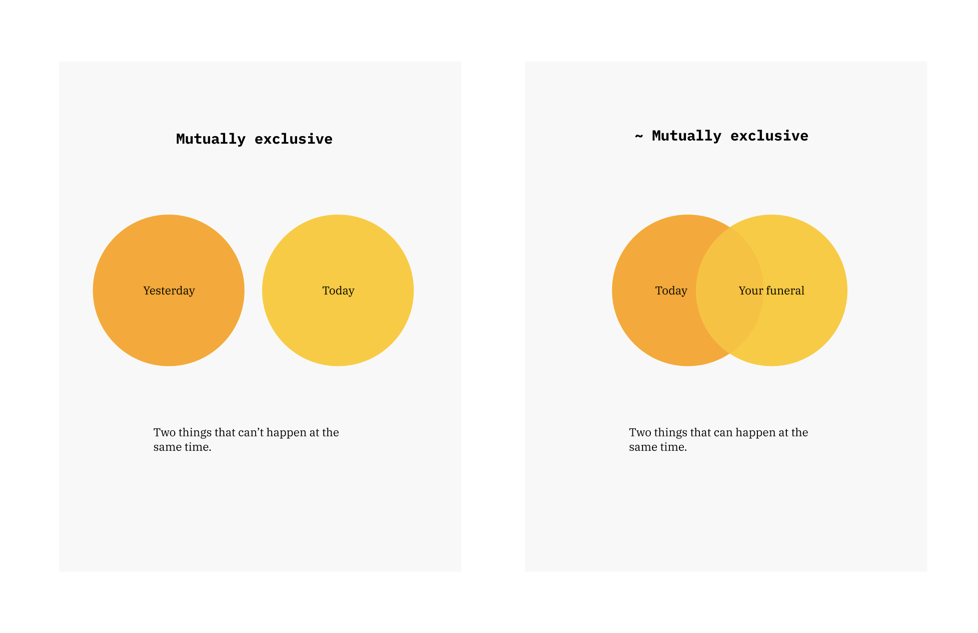 Mutually exclusive
Yesterday
Today
Two things that can’t happen at the
same time.
~ Mutually exclusive
Today
Your funeral
Two things that can happen at the
same time.